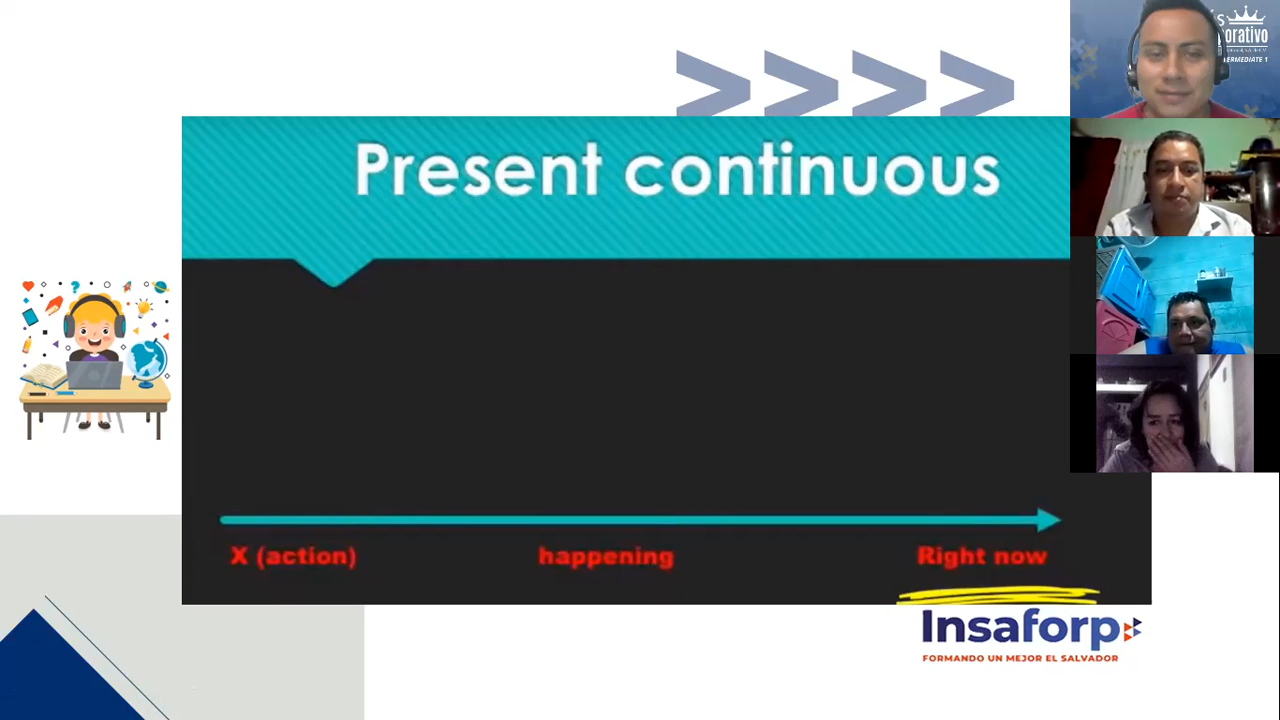 Present continuous
X (action) happening Right now
Insaforp
FORMANDO UN MEJOR EL SALVADOR
orativo
ERMEDIATE 1